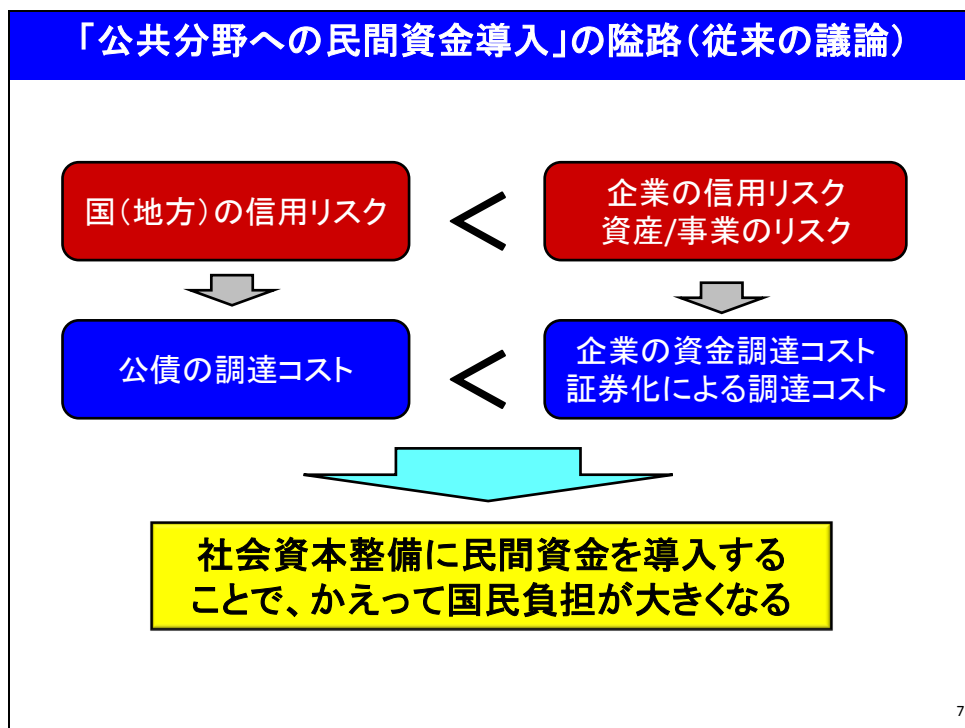 「公共分野への民間資金導入」の隘路(従来の議論)
国(地方)の信用リスク
<
企業の信用リスク
資産/事業のリスク
公債の調達コスト
<
企業の資金調達コスト
証券化による調達コスト
社会資本整備に民間資金を導入する
ことで、かえって国民負担が大きくなる
7